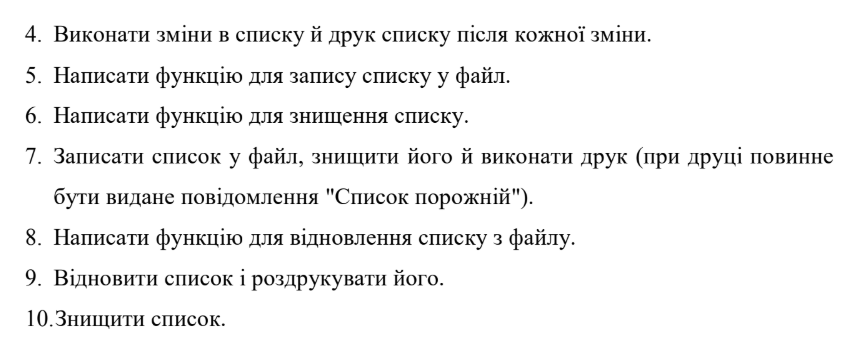 4. Виконати зміни в списку й друк списку після кожної зміни.
5. Написати функцію для запису списку у файл.
6. Написати функцію для знищення списку.
7. Записати список у файл, знищити його й виконати друк (при друці повинне
бути видане повідомлення "Список порожній").
8. Написати функцію для відновлення списку з файлу.
9. Відновити список і роздрукувати його.
10.Знищити список.